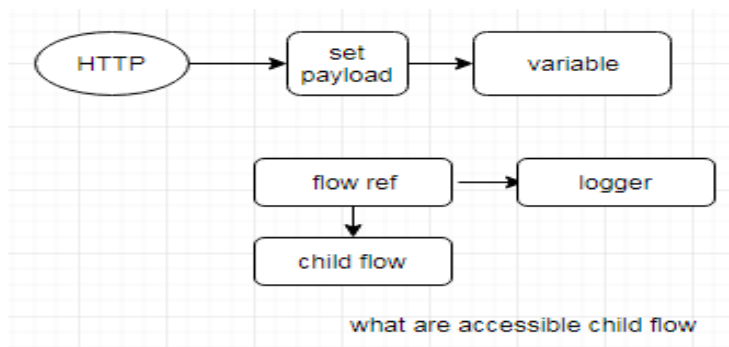 HTTP
set
payload
variable
flow ref
logger
child flow
what are accessible child flow